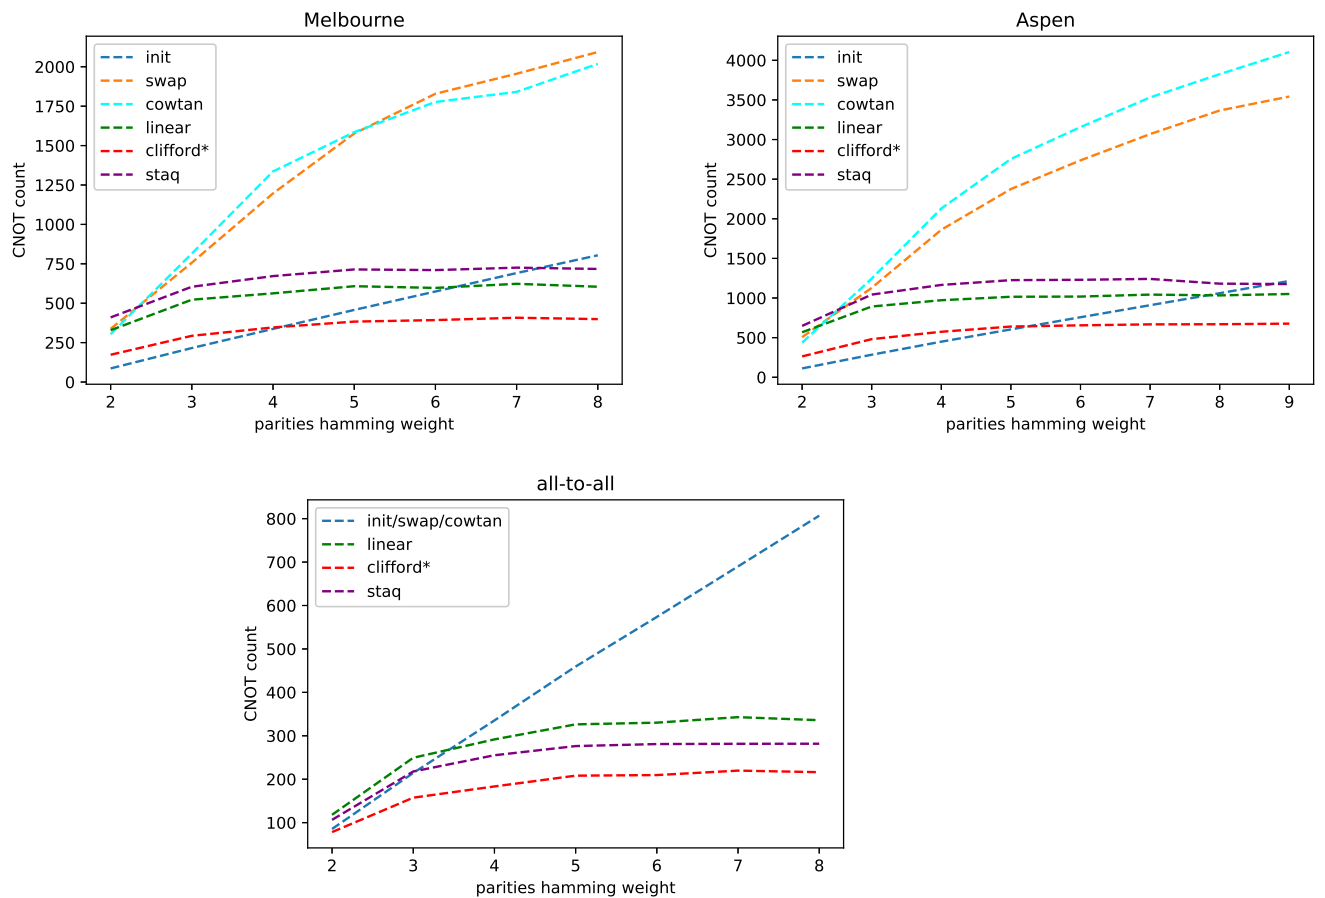 Melbourne
init
swap
cowtan
linear
clifford*
staq
CNOT count
2000
1750
1500
1250
1000
750
500
250
0
2 3 4 5 6 7 8
parities hamming weight
Aspen
init
swap
cowtan
linear
clifford*
staq
CNOT count
4000
3500
3000
2500
2000
1500
1000
500
0
2 3 4 5 6 7 8 9
parities hamming weight
all-to-all
init/swap/cowtan
linear
clifford*
staq
CNOT count
800
700
600
500
400
300
200
100
2 3 4 5 6 7 8
parities hamming weight